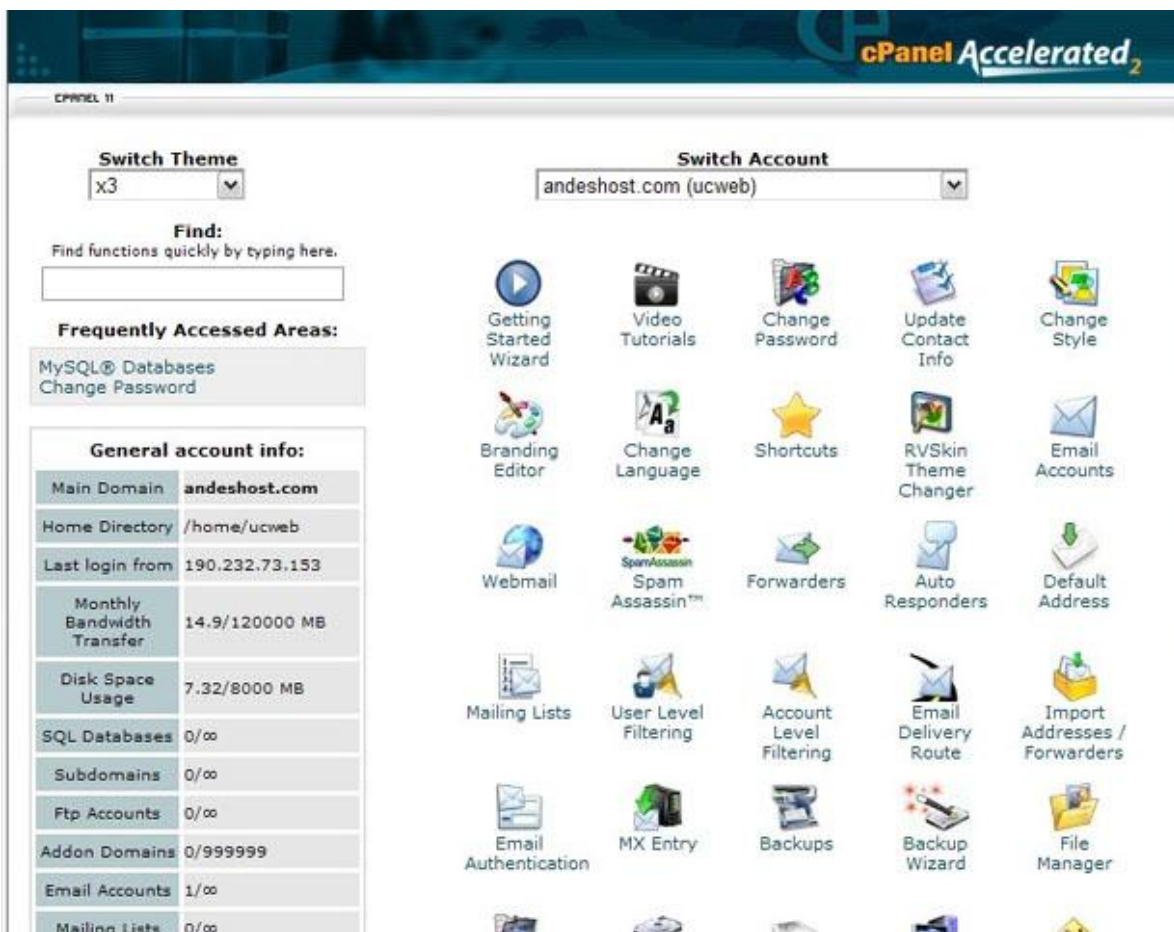 cPanel Accelerated2
CPANEL 11
Switch Theme
x3
Find:
Find functions quickly by typing here.
Frequently Accessed Areas:
MySQL® Databases
Change Password
General account info:
Main Domain andeshost.com
Home Directory /home/ucweb
Last login from 190.232.73.153
Monthly
Bandwidth
Transfer
14.9/120000 MB
Disk Space
Usage
7.32/8000 MB
SQL Databases 0/∞
Subdomains 0/∞
Ftp Accounts 0/∞
Addon Domains 0/999999
Email Accounts 1/∞
Mailing Lists 0/∞
Switch Account
andeshost.com (ucweb)
Getting
Started
Wizard
Video
Tutorials
Change
Password
Update
Contact
Info
Change
Style
Branding
Editor
Change
Language
Shortcuts
RVSkin
Theme
Changer
Email
Accounts
Webmail
SpamAssassin
Spam
Assassin™
Forwarders
Auto
Responders
Default
Address
Mailing Lists
User Level
Filtering
Account
Level
Filtering
Email
Delivery
Route
Import
Addresses /
Forwarders
Email
Authentication
MX Entry
Backups
Backup
Wizard
File
Manager